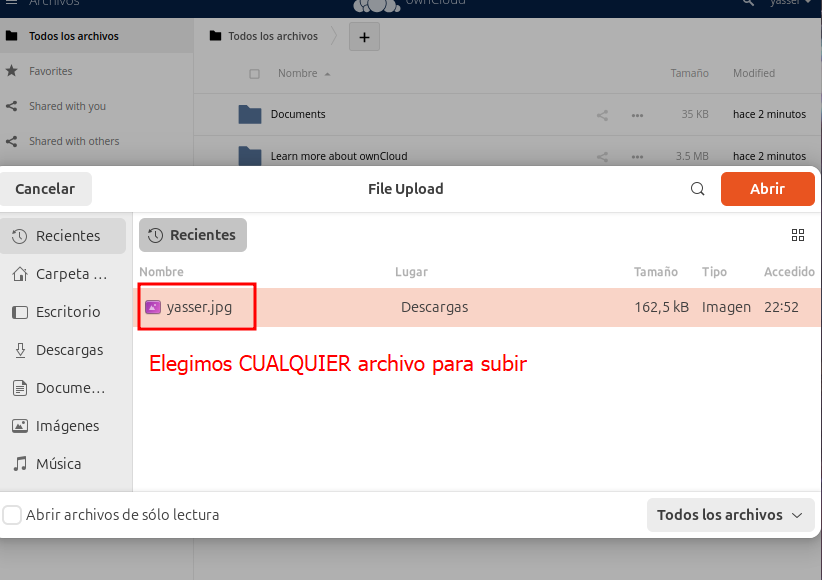 Archivos
ownCloud
yasser
Todos los archivos
Todos los archivos
+
Favorites
Nombre
Tamaño
Modified
Shared with you
Documents
35 KB
hace 2 minutos
Shared with others
Learn more about ownCloud
3.5 MB
hace 2 minutos
Cancelar
File Upload
Abrir
Recientes
Recientes
Carpeta ...
Nombre
Lugar
Tamaño
Tipo
Accedido
Escritorio
yasser.jpg
Descargas
162,5 kB
Imagen
22:52
Descargas
Elegimos CUALQUIER archivo para subir
Docume...
Imágenes
Música
Abrir archivos de sólo lectura
Todos los archivos